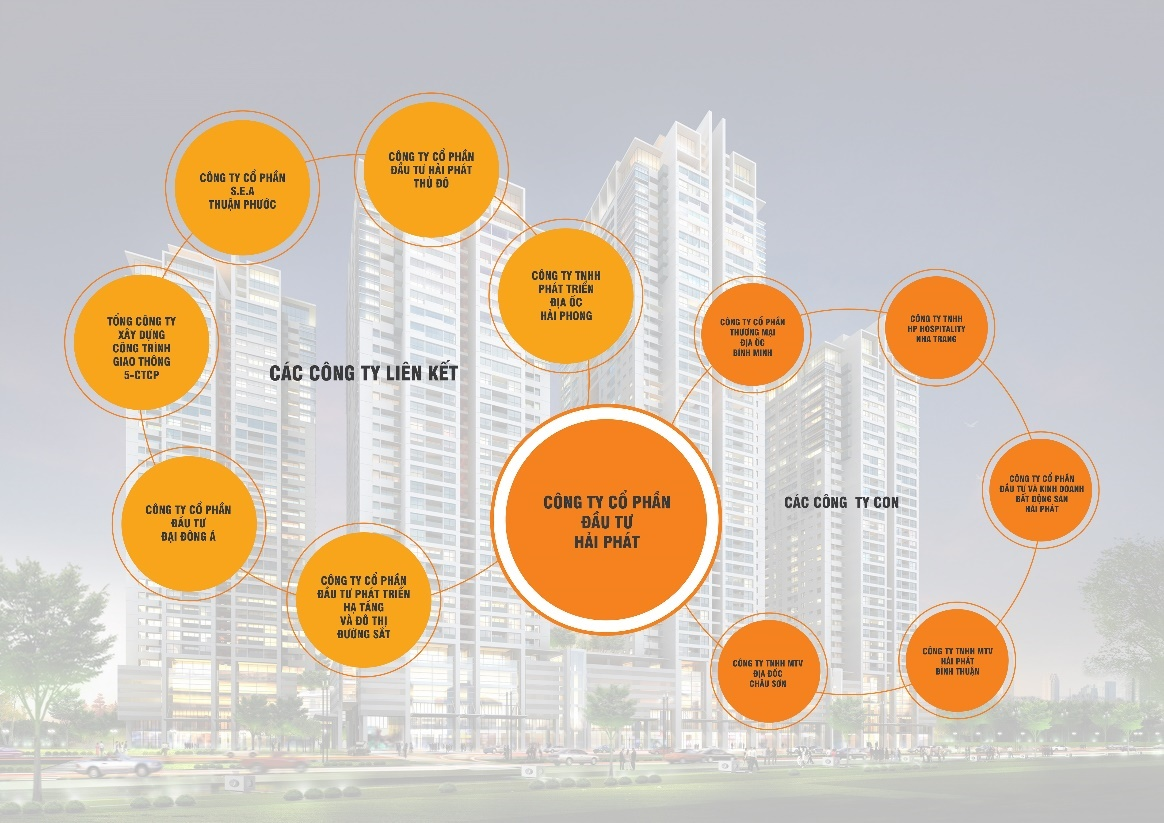 CÔNG TY CỔ PHẦN
ĐẦU TƯ HẢI PHÁT
THỦ ĐÔ
CÔNG TY CỔ PHẦN
S.E.A
THUẬN PHƯỚC
CÔNG TY TNHH
PHÁT TRIỂN
ĐỊA ỐC
HẢI PHONG
TỔNG CÔNG TY
XÂY DỰNG
CÔNG TRÌNH
GIAO THÔNG
5-CTCP
CÁC CÔNG TY LIÊN KẾT
CÔNG TY CỔ PHẦN
ĐẦU TƯ
ĐẠI ĐÔNG Á
CÔNG TY CỔ PHẦN
ĐẦU TƯ PHÁT TRIỂN
HẠ TẦNG
VÀ ĐÔ THỊ
ĐƯỜNG SẮT
CÔNG TY CỔ PHẦN
ĐẦU TƯ
HẢI PHÁT
CÔNG TY CỔ PHẦN
THƯƠNG MẠI
ĐỊA ỐC
BÌNH MINH
CÔNG TY TNHH
HP HOSPITALITY
NHA TRANG
CÔNG TY CỔ PHẦN
ĐẦU TƯ VÀ KINH DOANH
BẤT ĐỘNG SẢN
HẢI PHÁT
CÁC CÔNG TY CON
CÔNG TY TNHH MTV
HẢI PHÁT
BÌNH THUẬN
CÔNG TY TNHH MTV
ĐỊA ĐỐC
CHÂU SƠN